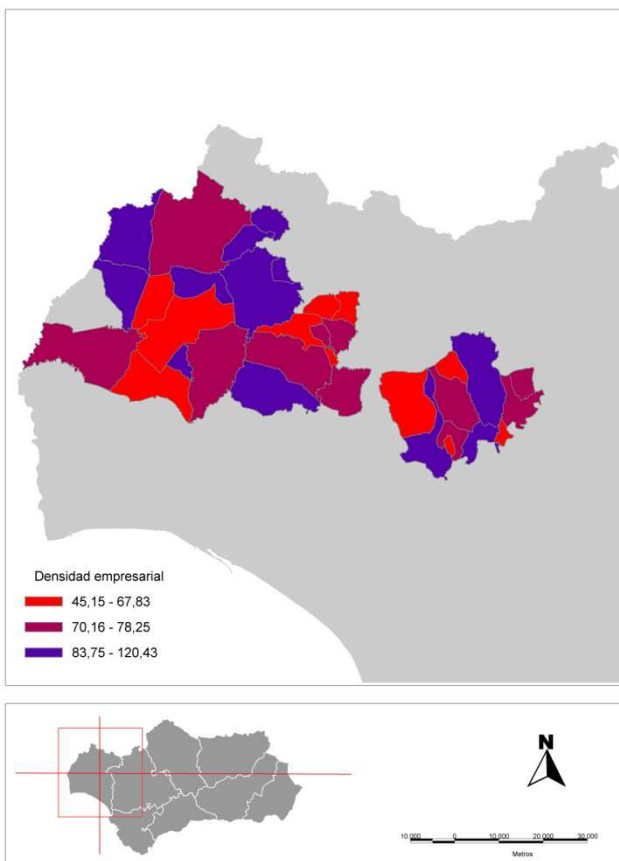 Densidad empresarial
45,15 - 67,83
70,16 - 78,25
83,75 - 120,43
N
10.000 0 10.000 20.000 30.000
Metros